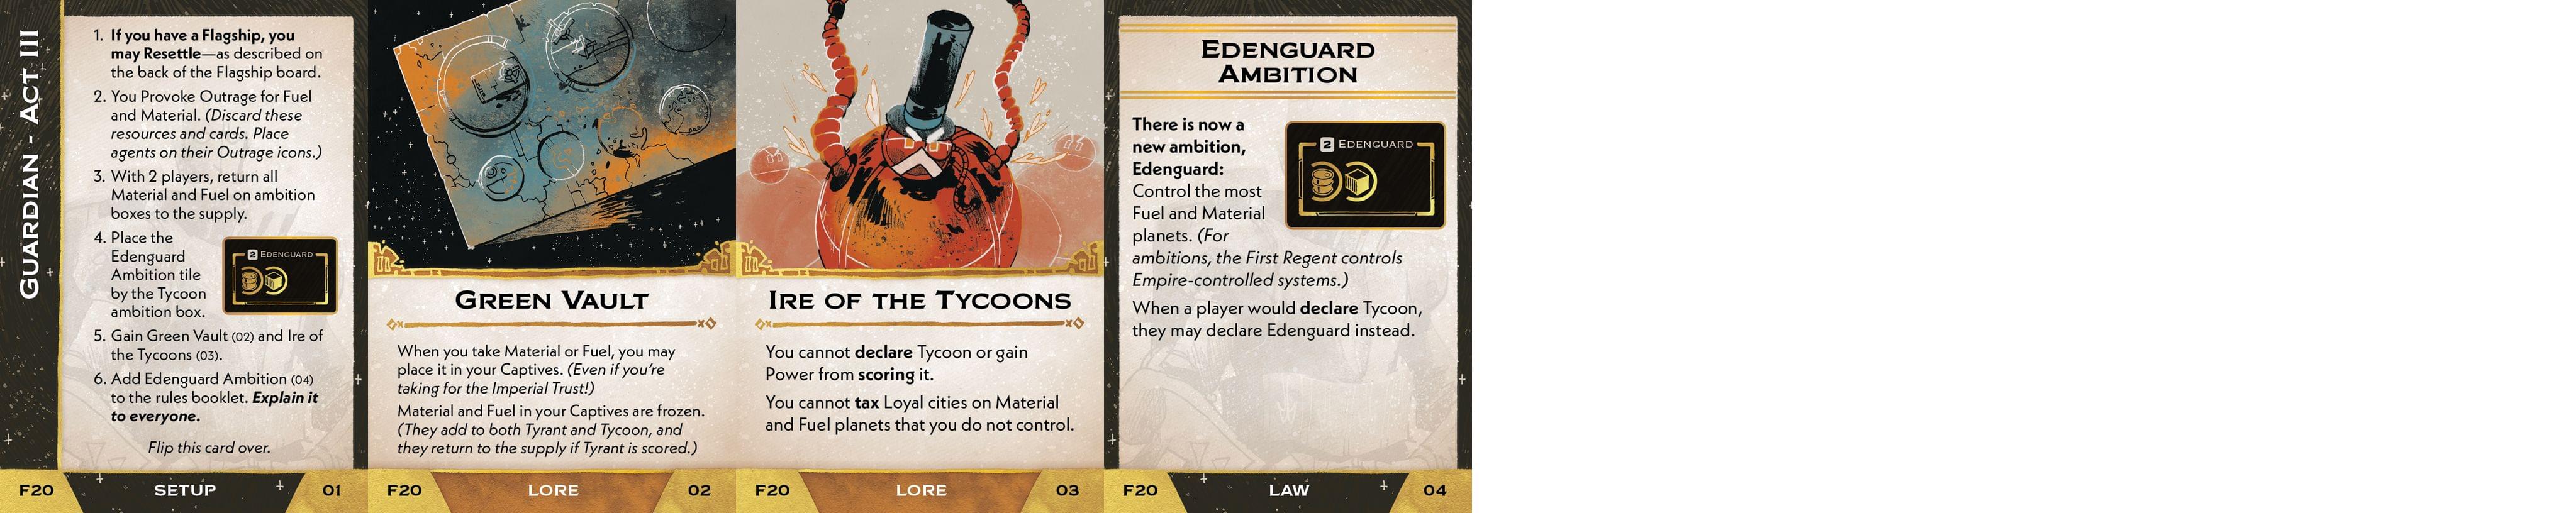 GUARDIAN - ACT III
1. If you have a Flagship, you
may Resettle—as described on
the back of the Flagship board.
2. You Provoke Outrage for Fuel
and Material. (Discard these
resources and cards. Place
agents on their Outrage icons.)
3. With 2 players, return all
Material and Fuel on ambition
boxes to the supply.
4. Place the
Edenguard
Ambition tile
by the Tycoon
ambition box.
2 EDENGUARD
5. Gain Green Vault (02) and Ire of
the Tycoons (03).
6. Add Edenguard Ambition (04)
to the rules booklet. Explain it
to everyone.
Flip this card over.
F20 SETUP 01
GREEN VAULT
When you take Material or Fuel, you may
place it in your Captives. (Even if you're
taking for the Imperial Trust!)
Material and Fuel in your Captives are frozen.
(They add to both Tyrant and Tycoon, and
they return to the supply if Tyrant is scored.)
F20 LORE 02
IRE OF THE TYCOONS
You cannot declare Tycoon or gain
Power from scoring it.
You cannot tax Loyal cities on Material
and Fuel planets that you do not control.
F20 LORE 03
EDENGUARD
AMBITION
There is now a
new ambition,
Edenguard:
Control the most
Fuel and Material
planets. (For
ambitions, the First Regent controls
Empire-controlled systems.)
2 EDENGUARD
When a player would declare Tycoon,
they may declare Edenguard instead.
F20 LAW 04